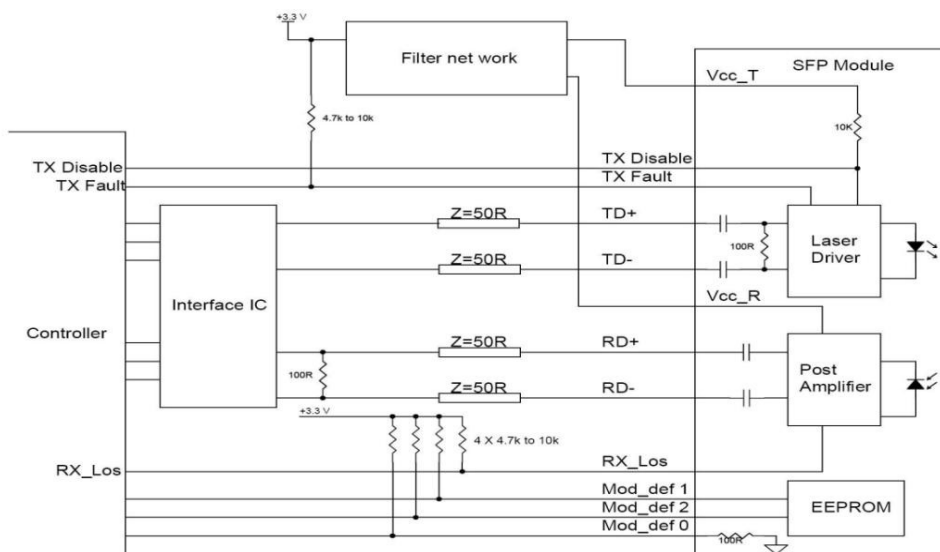 +3.3 V
Filter net work
SFP Module
Vcc_T
4.7k to 10k
10K
TX Disable
TX Disable
TX Fault
TX Fault
Z=50R
TD+
Laser
Driver
100R
Z=50R
TD-
Interface IC
Vcc_R
Controller
Z=50R
RD+
Post
Amplifier
100R
Z=50R
RD-
+3.3 V
4 X 4.7k to 10k
RX_Los
RX_Los
Mod_def 1
Mod_def 2
Mod_def 0
EEPROM
100R